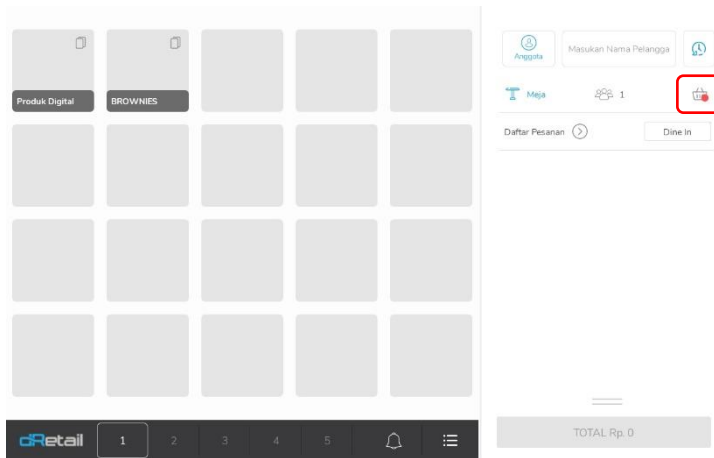 Produk Digital
BROWNIES
Anggota
Masukan Nama Pelangga
Meja
1
Daftar Pesanan
Dine In
TOTAL Rp. 0
dRetail
1
2
3
4
5